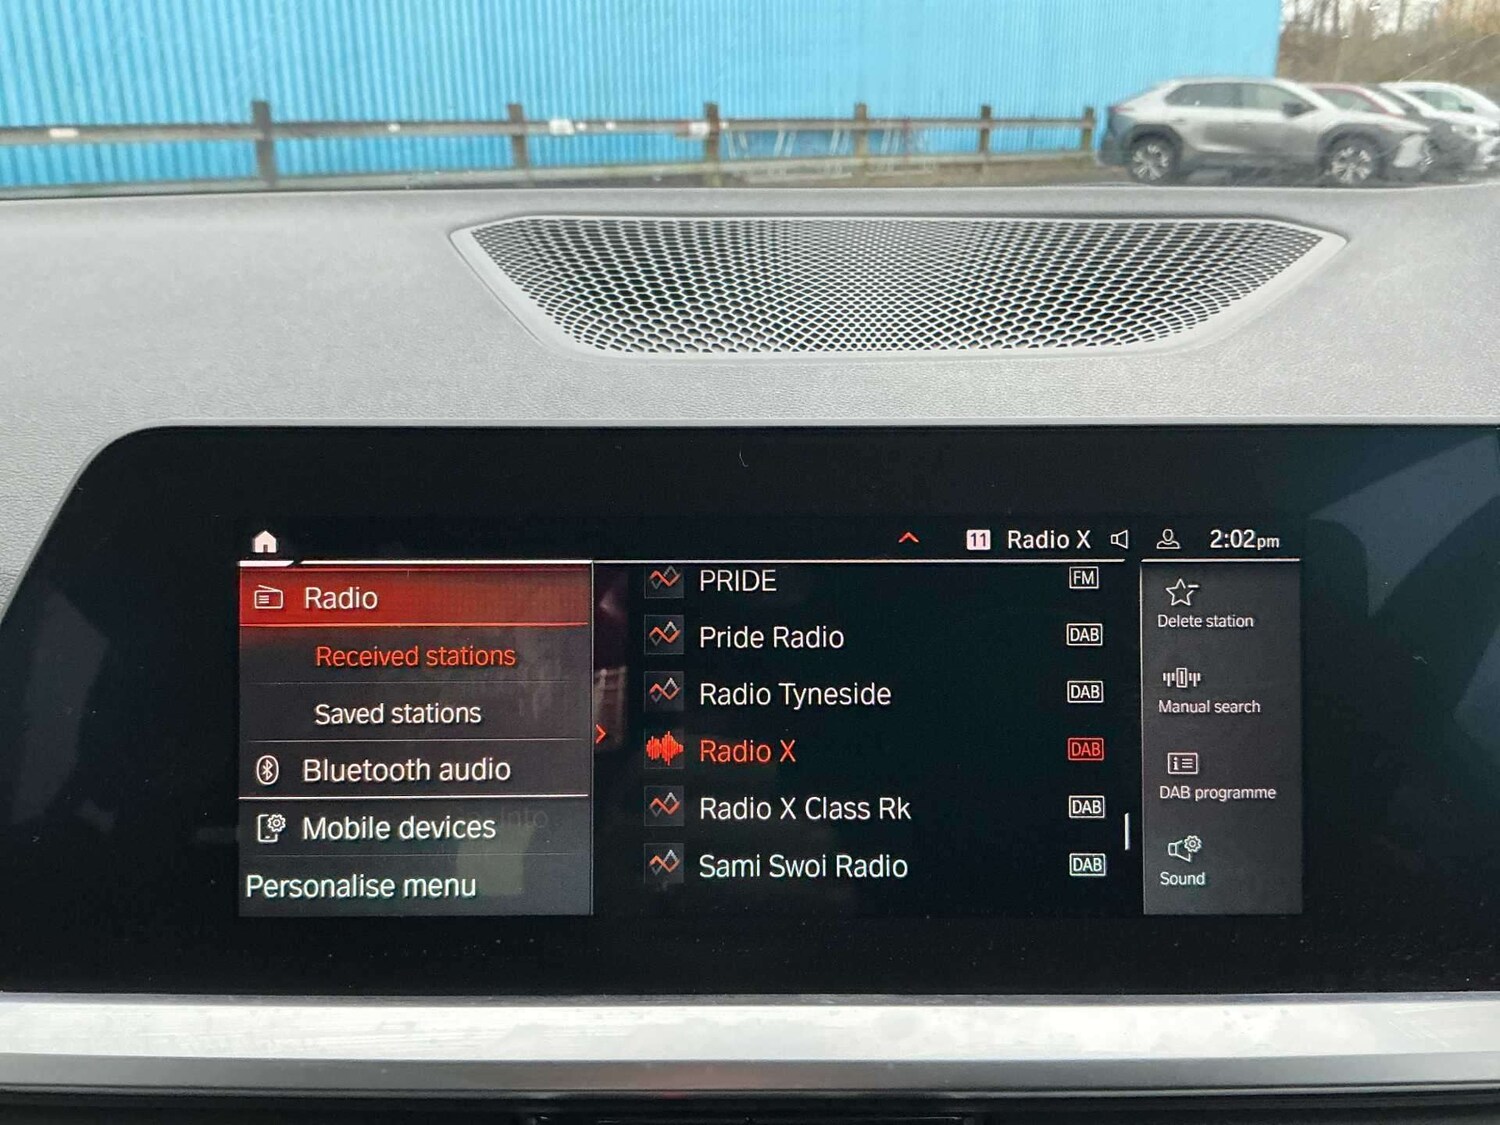 11 Radio X 2:02pm
Radio
Received stations
Saved stations
Bluetooth audio
Mobile devices
Personalise menu
PRIDE FM
Pride Radio DAB
Radio Tyneside DAB
Radio X DAB
Radio X Class Rk DAB
Sami Swoi Radio DAB
Delete station
Manual search
DAB programme
Sound